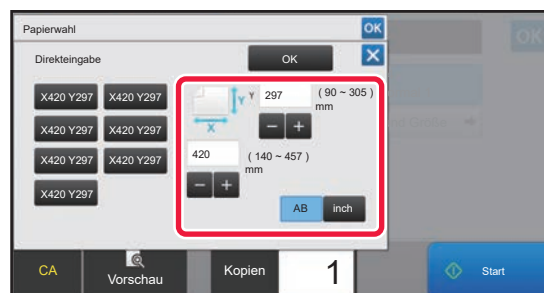 Papierwahl OK
Direkteingabe OK
X420 Y297 X420 Y297
X420 Y297 X420 Y297
X420 Y297 X420 Y297
X420 Y297
Y Y 297 ( 90 ~ 305 )
mm
X
420 ( 140 ~ 457 )
mm
AB inch
OK
CA Vorschau Kopien 1 Start